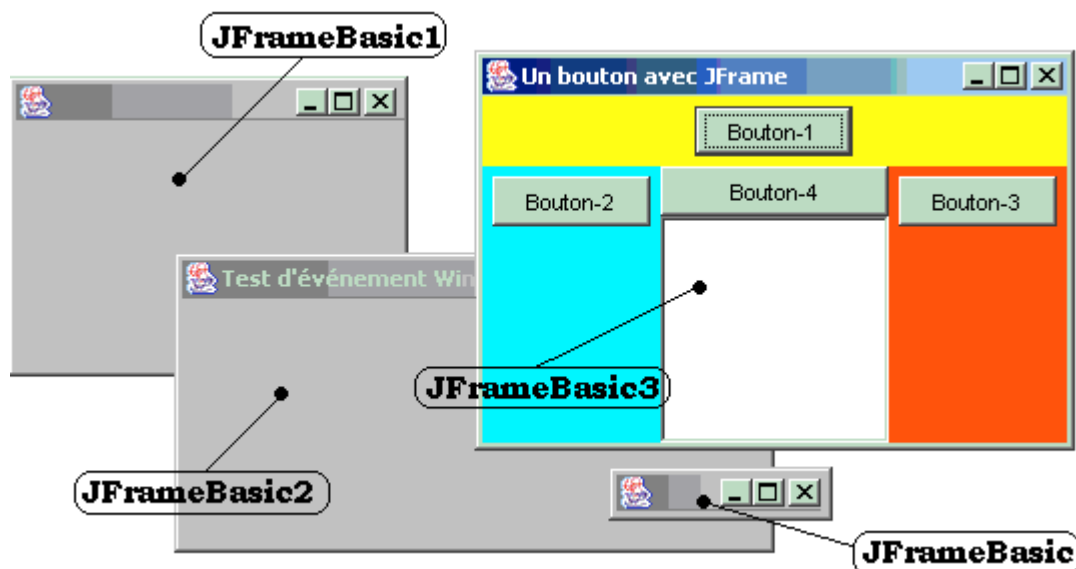 JFrameBasic1
Un bouton avec JFrame
Bouton-1
Bouton-2
Bouton-4
Bouton-3
Test d'événement Win
JFrameBasic3
JFrameBasic2
JFrameBasic